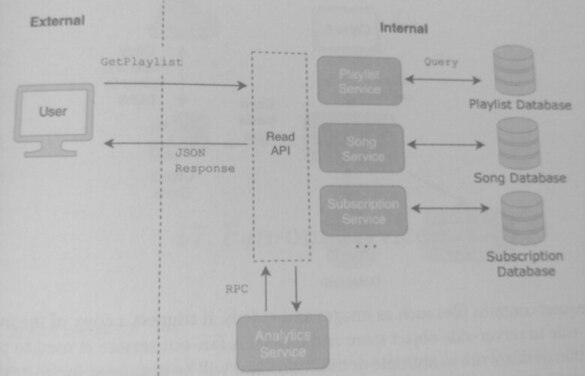 External
Internal
GetPlaylist
User
JSON
Response
Read
API
Playlist
Service
Query
Playlist Database
Song
Service
Song Database
Subscription
Service
...
Subscription
Database
RPC
Analytics
Service